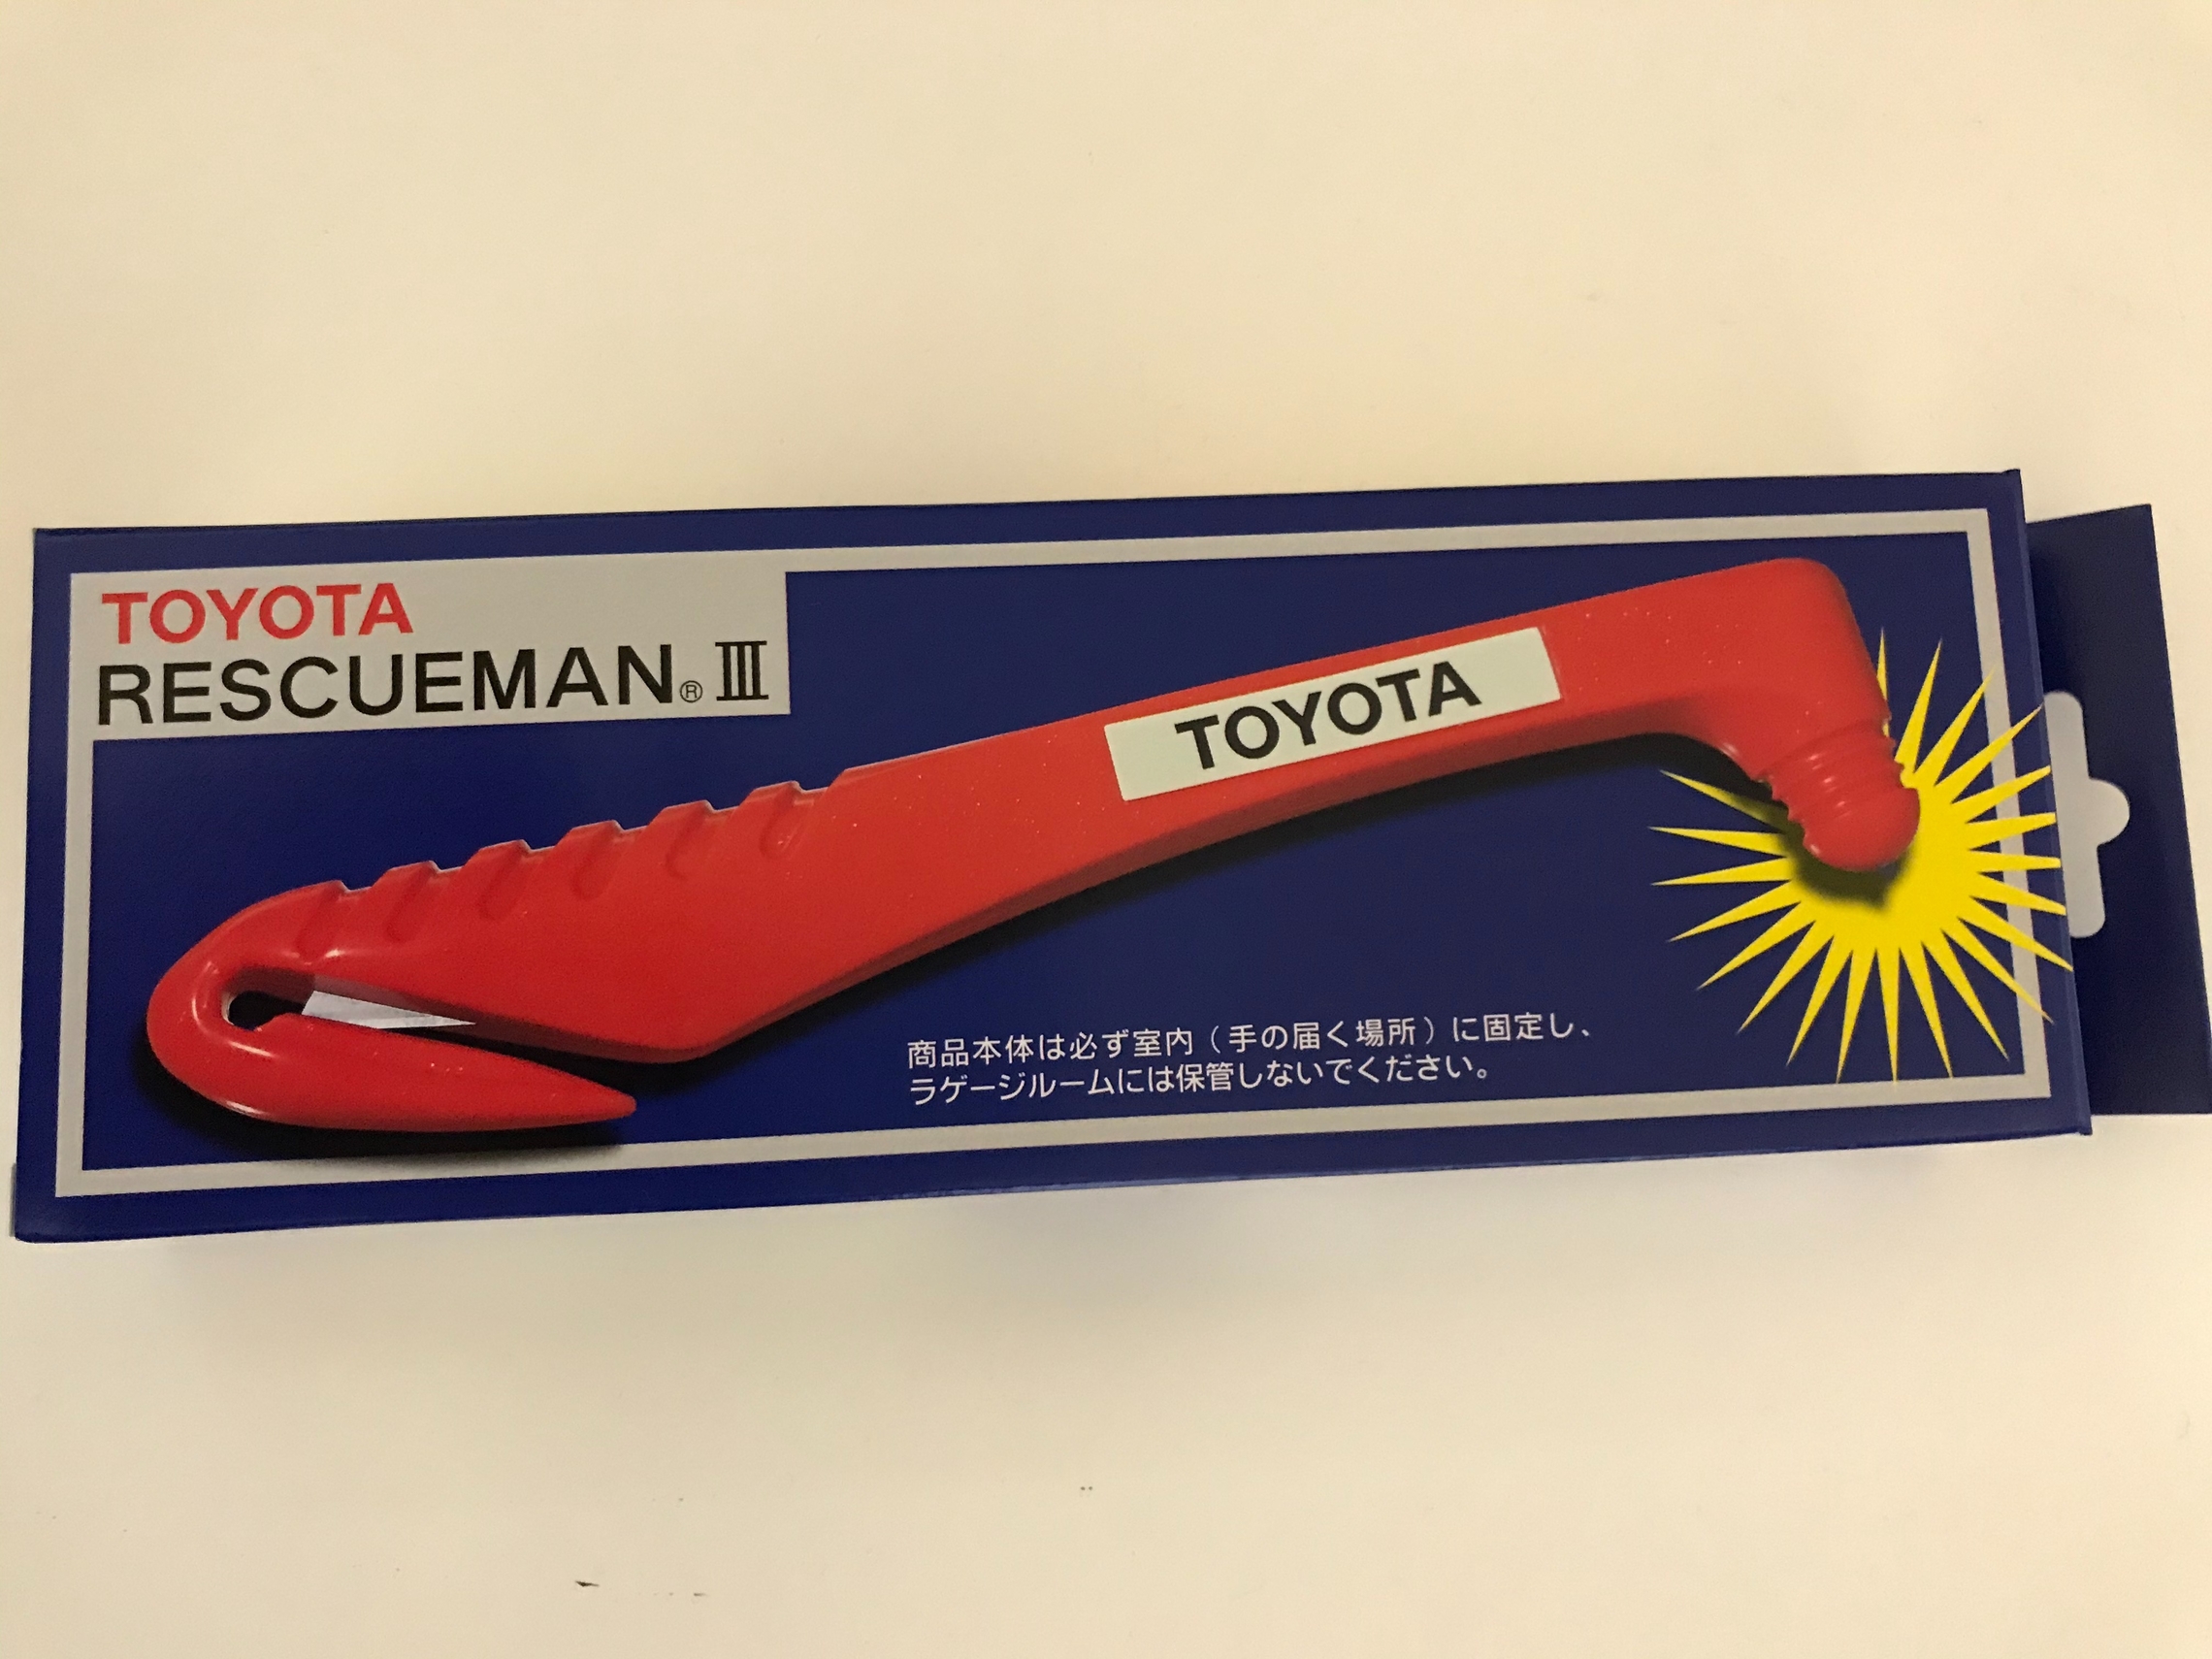 TOYOTA
RESCUEMAN® III
TOYOTA
商品本体は必ず室内（手の届く場所）に固定し、
ラゲージルームには保管しないでください。